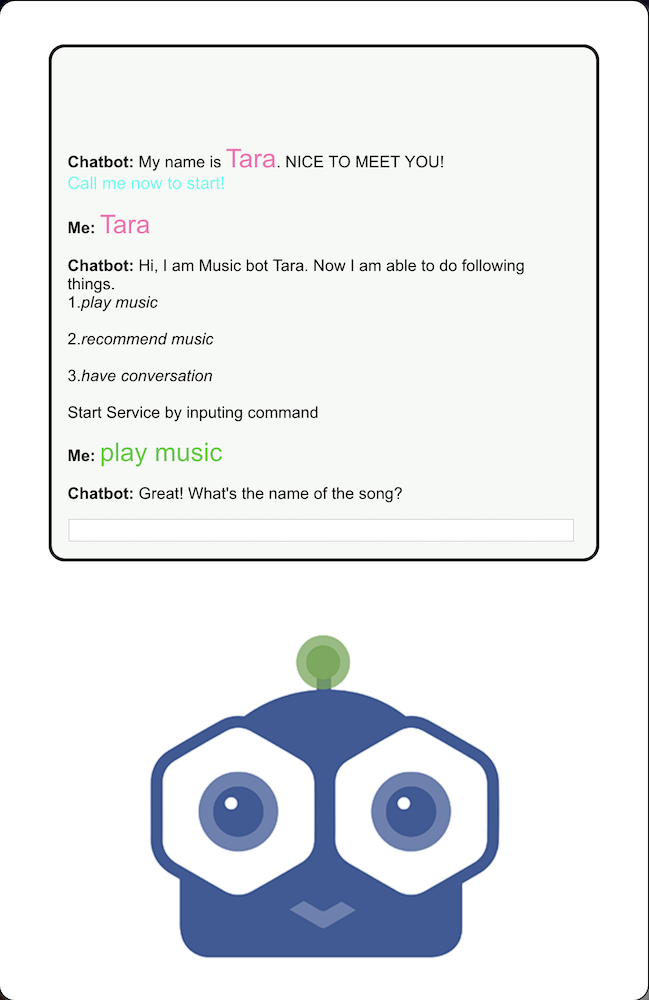 Chatbot: My name is Tara. NICE TO MEET YOU!
Call me now to start!
Me: Tara
Chatbot: Hi, I am Music bot Tara. Now I am able to do following
things.
1.play music
2.recommend music
3.have conversation
Start Service by inputing command
Me: play music
Chatbot: Great! What's the name of the song?